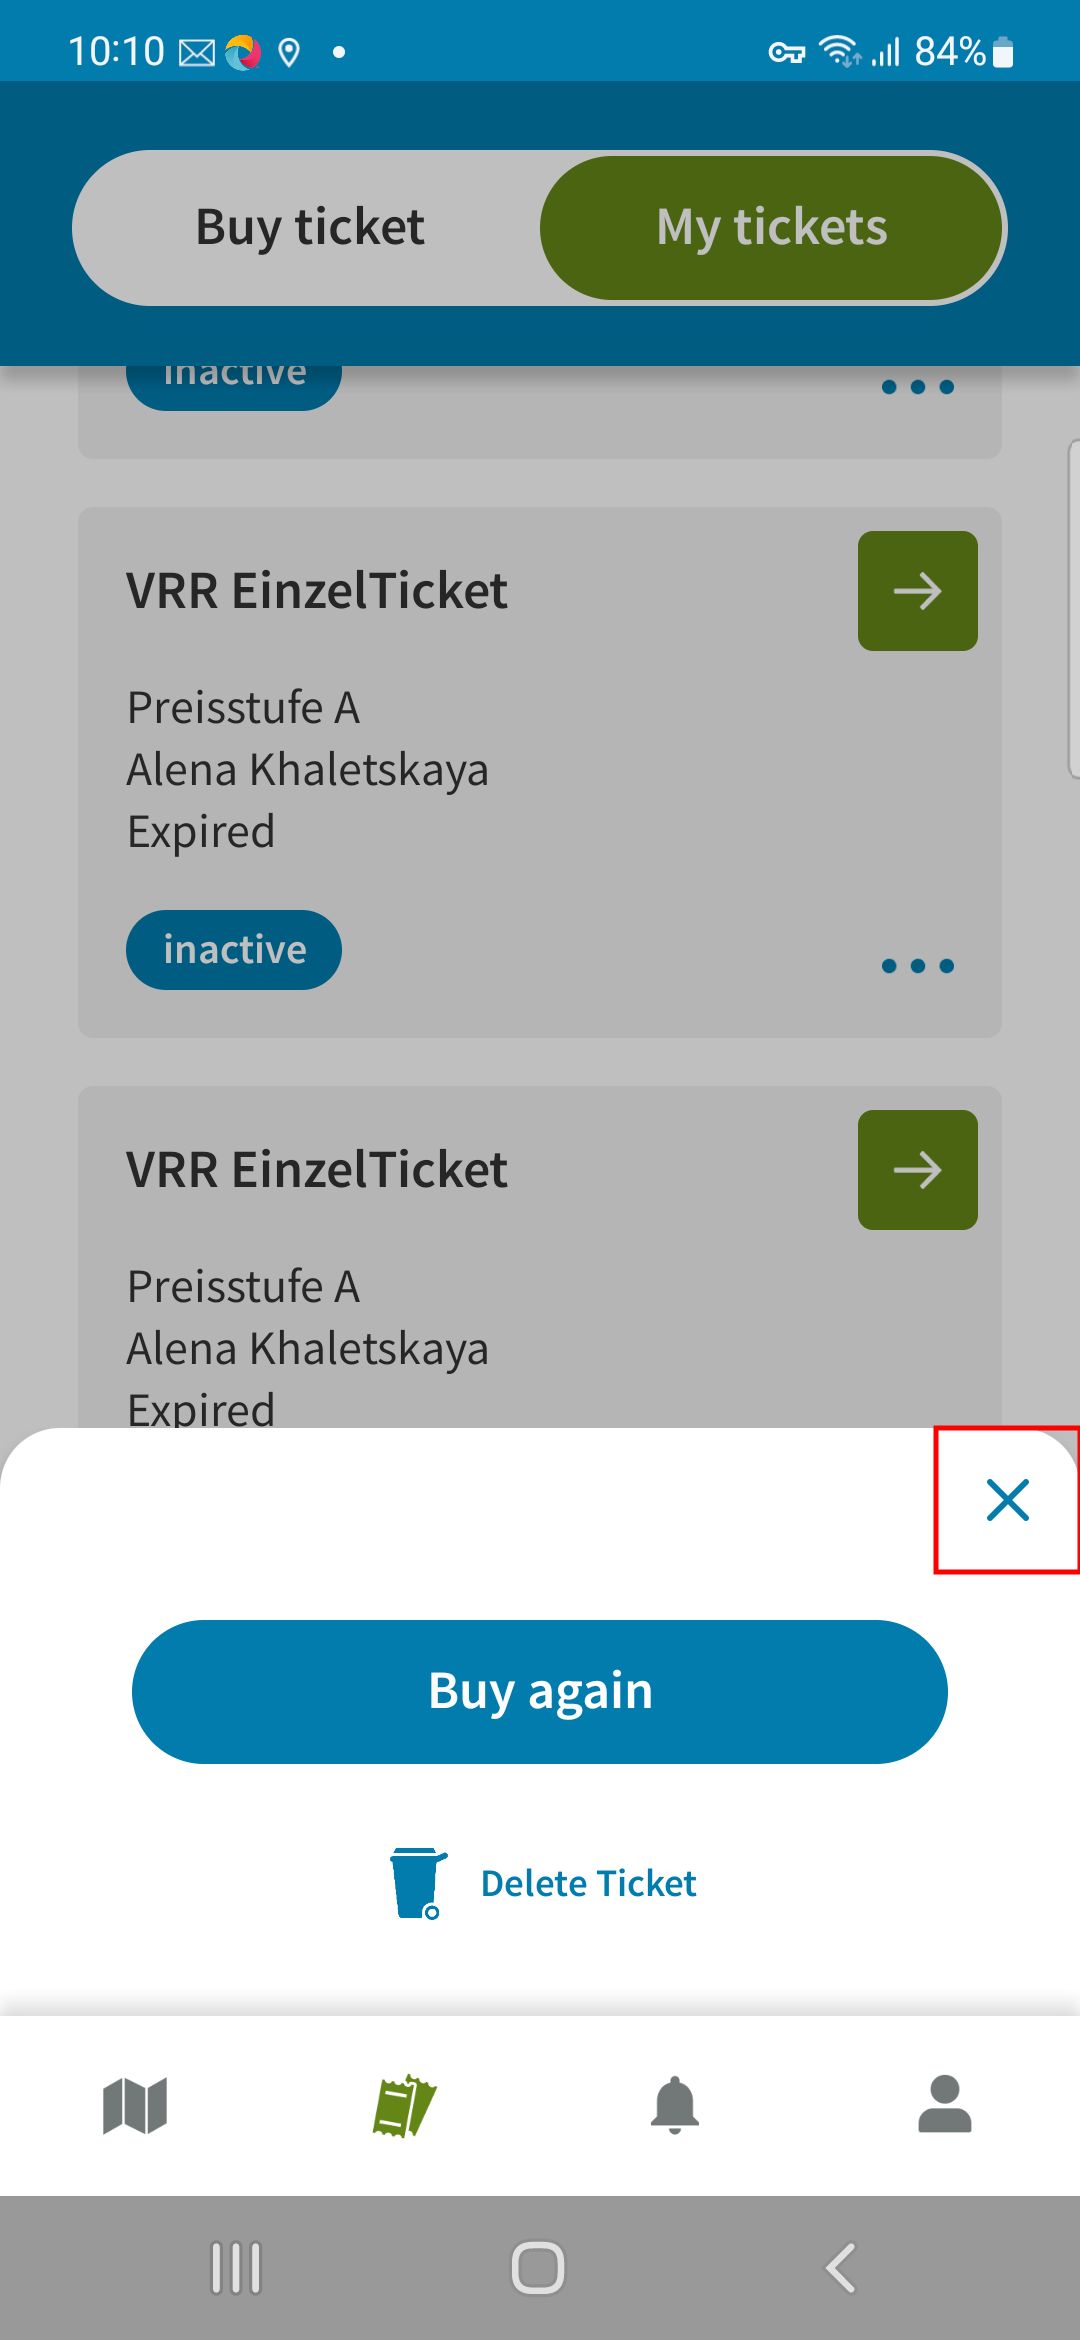 10:10 84%
Buy ticket My tickets
inactive
VRR EinzelTicket
Preisstufe A
Alena Khaletskaya
Expired
inactive
VRR EinzelTicket
Preisstufe A
Alena Khaletskaya
Expired
Buy again
Delete Ticket